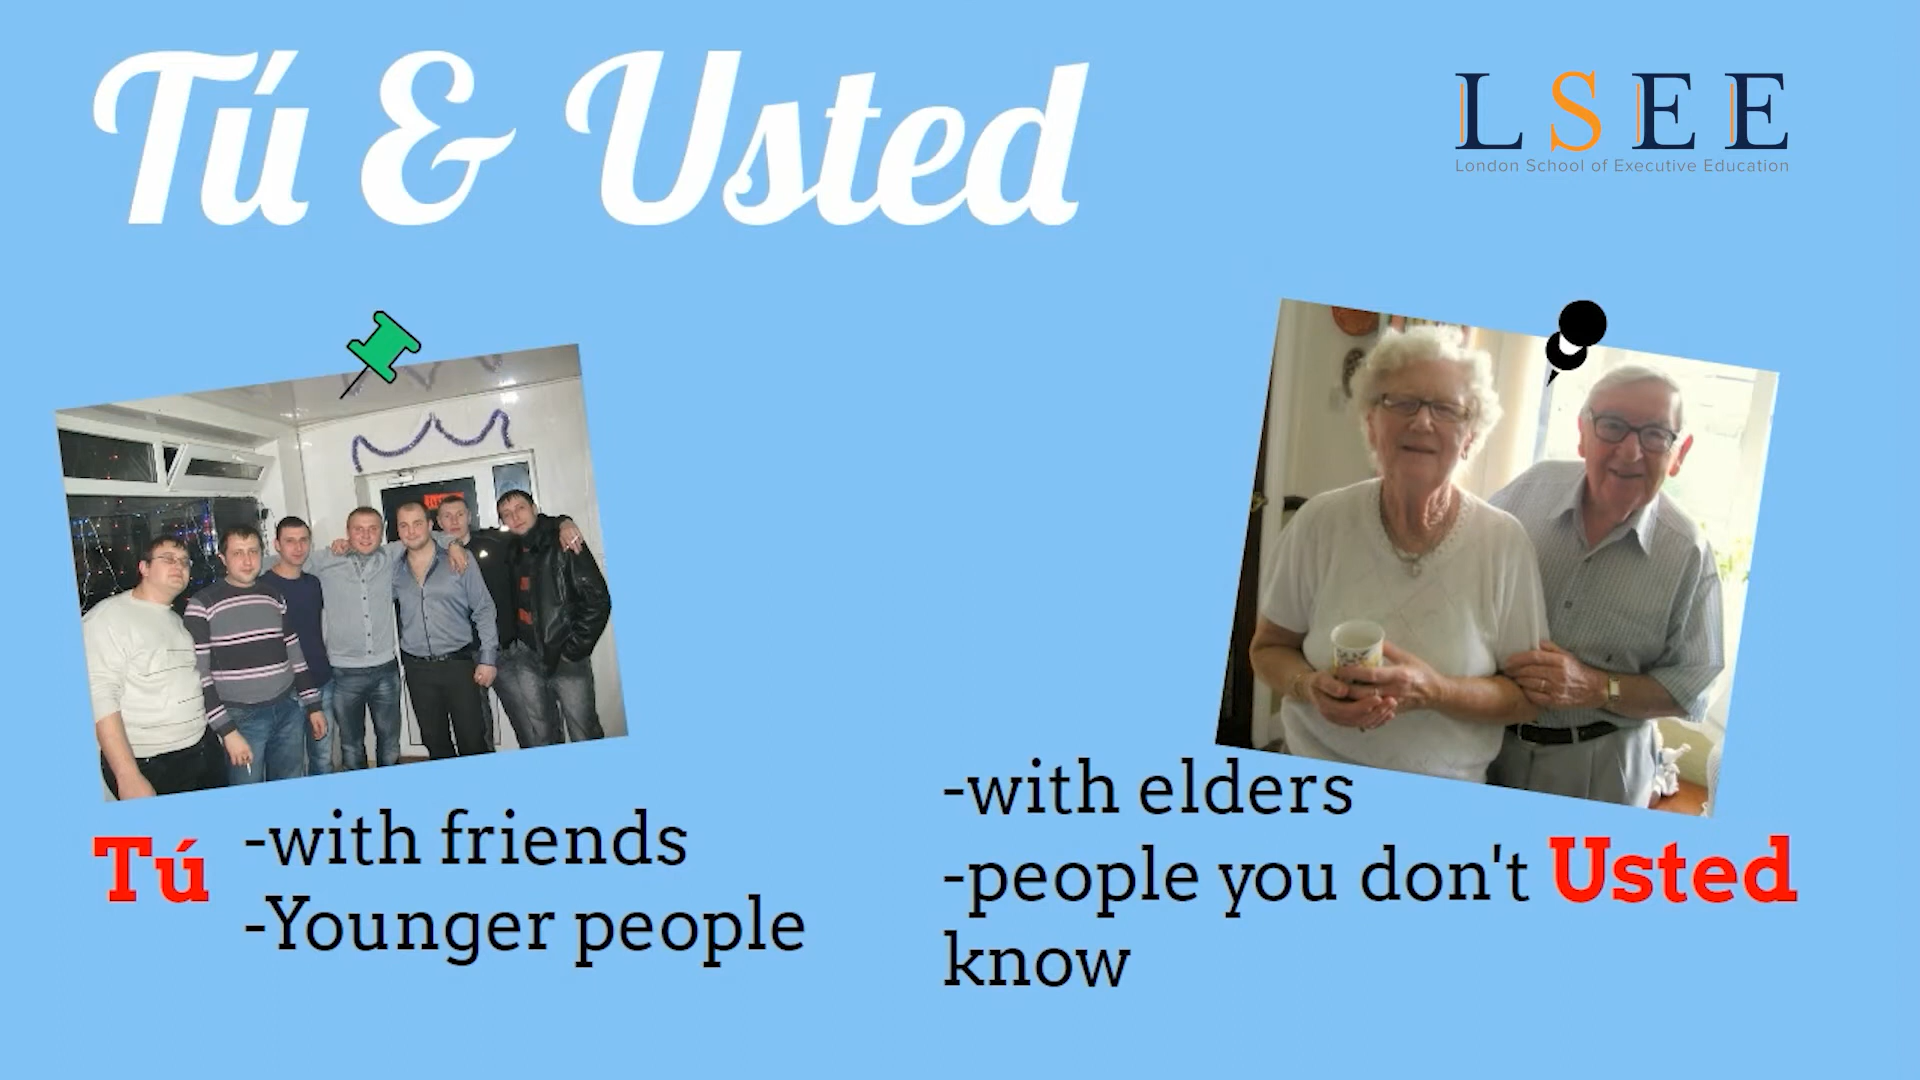 Tú & Usted
LSEE
London School of Executive Education
Tú
-with friends
-Younger people
-with elders
-people you don't
know
Usted